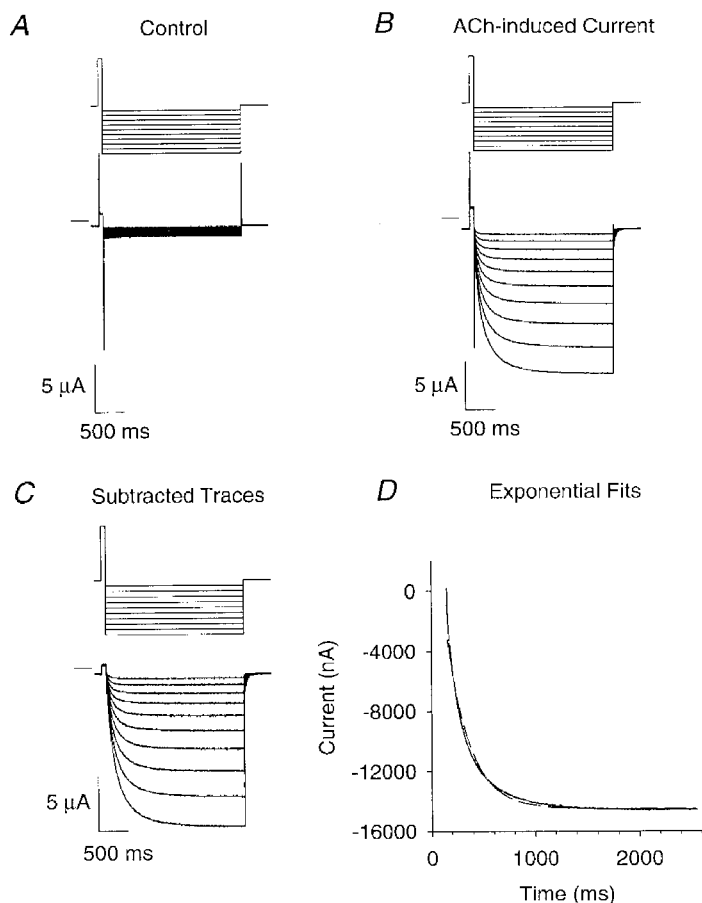 A Control
B ACh-induced Current
5 μA
500 ms
5 μA
500 ms
C Subtracted Traces
D Exponential Fits
5 μA
500 ms
Current (nA)
0
-4000
-8000
-12000
-16000
0 1000 2000
Time (ms)